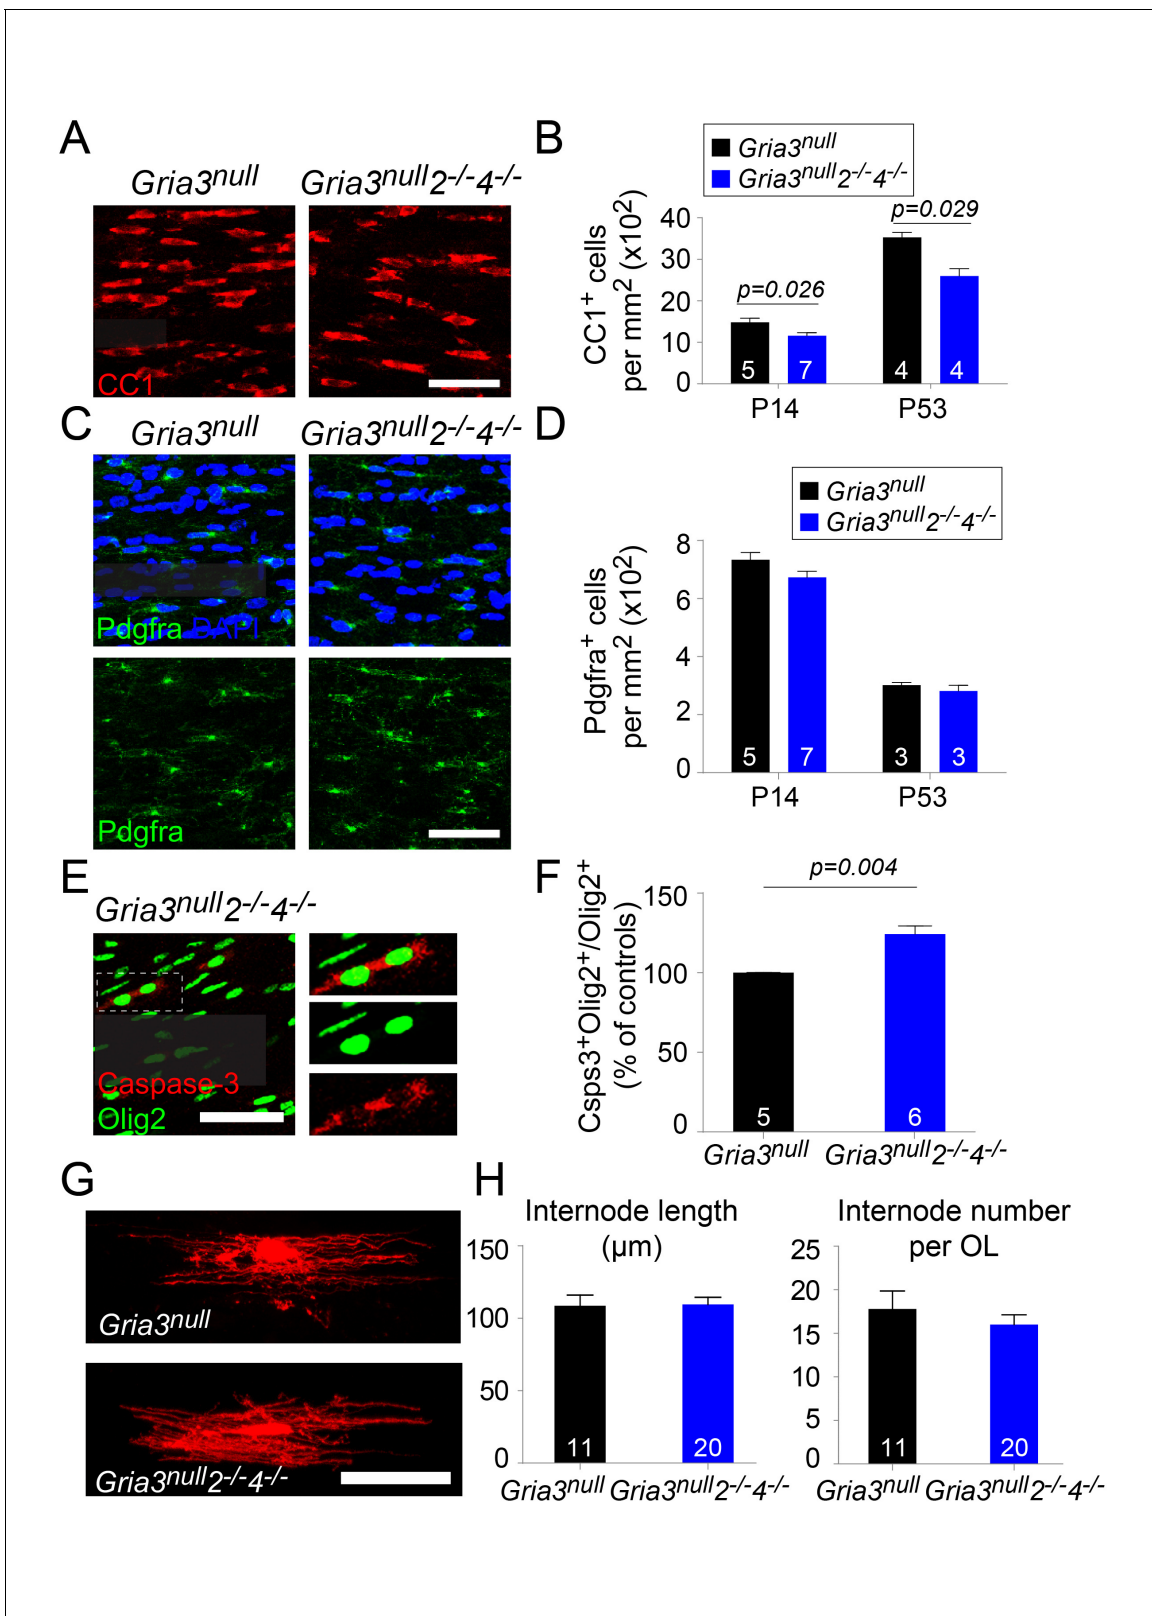 A
Gria3null Gria3null2-/-4-/-
CC1
B
Gria3null
Gria3null2-/-4-/-
CC1+ cells
per mm2 (x102)
40
30
20
10
0
p=0.026
p=0.029
5 7 4 4
P14 P53
C
Gria3null Gria3null2-/-4-/-
Pdgfra DAPI
Pdgfra
D
Gria3null
Gria3null2-/-4-/-
Pdgfra+ cells
per mm2 (x102)
8
6
4
2
0
5 7 3 3
P14 P53
E
Gria3null2-/-4-/-
Caspase-3
Olig2
F
Csps3+Olig2+/Olig2+
(% of controls)
p=0.004
150
100
50
0
5 6
Gria3null Gria3null2-/-4-/-
G
Gria3null
Gria3null2-/-4-/-
H
Internode length
(μm)
150
100
50
0
11 20
Gria3null Gria3null2-/-4-/-
Internode number
per OL
25
20
15
10
5
0
11 20
Gria3null Gria3null2-/-4-/-